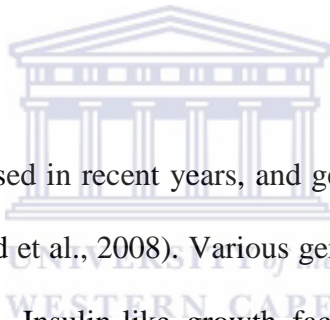 sed in recent years, and ge
d et al., 2008). Various ge
UNIVERSITY of the
WESTERN CAPE
Insulin-like growth fac